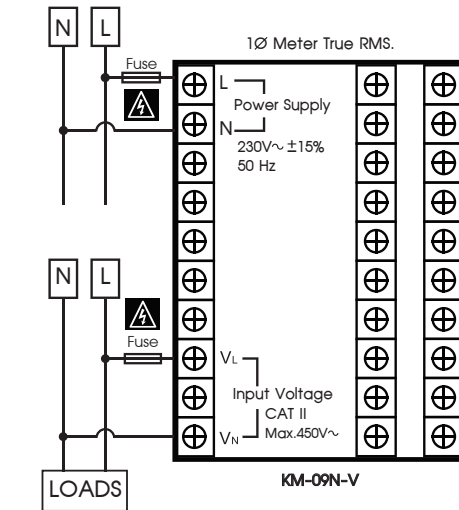 N L
1Ø Meter True RMS.
Fuse
L
Power Supply
N
230V~ ±15%
50 Hz
N L
Fuse
VL
Input Voltage
CAT II
Max.450V~
VN
LOADS
KM-09N-V